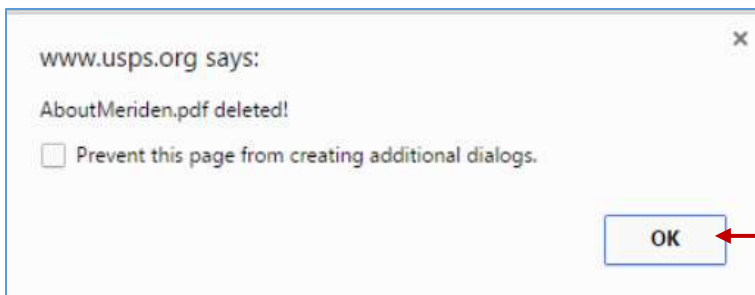 www.usps.org says:
AboutMeriden.pdf deleted!
Prevent this page from creating additional dialogs.
OK